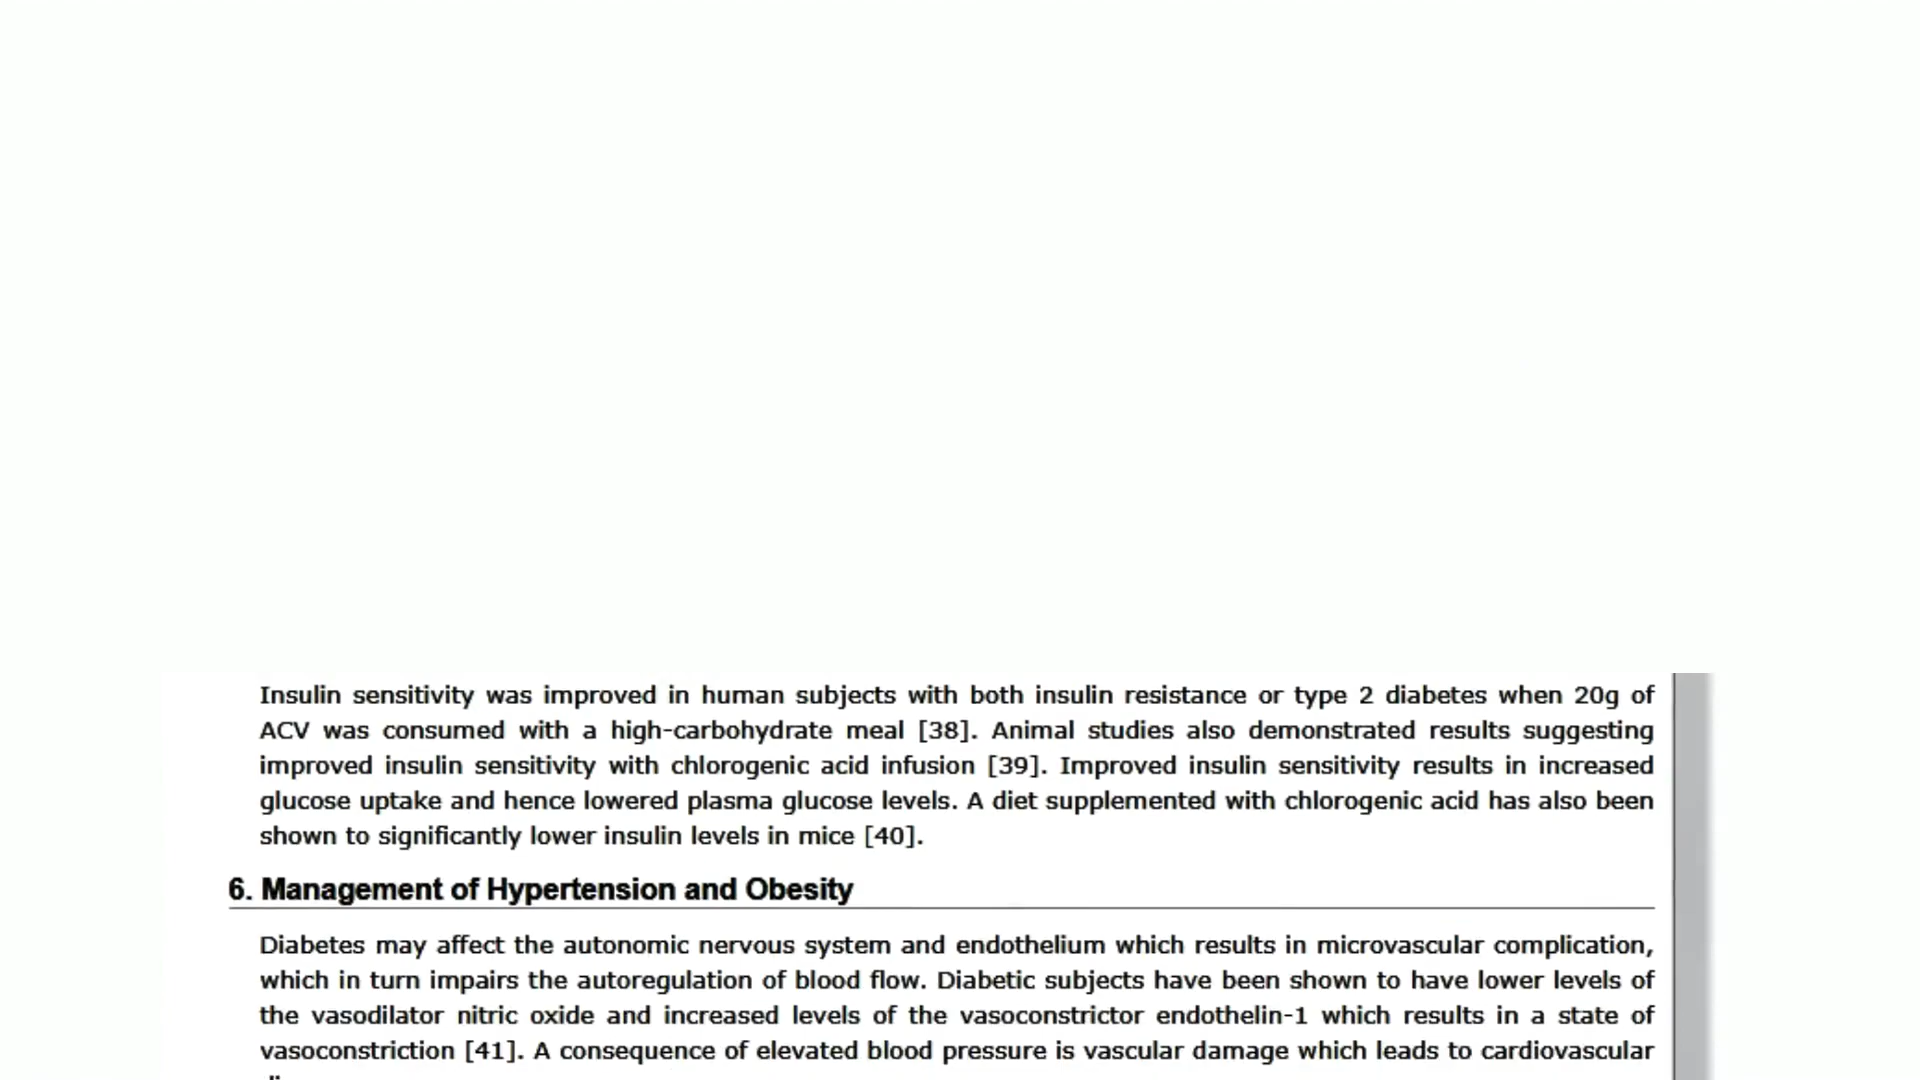 Insulin sensitivity was improved in human subjects with both insulin resistance or type 2 diabetes when 20g of
ACV was consumed with a high-carbohydrate meal [38]. Animal studies also demonstrated results suggesting
improved insulin sensitivity with chlorogenic acid infusion [39]. Improved insulin sensitivity results in increased
glucose uptake and hence lowered plasma glucose levels. A diet supplemented with chlorogenic acid has also been
shown to significantly lower insulin levels in mice [40].
6. Management of Hypertension and Obesity
Diabetes may affect the autonomic nervous system and endothelium which results in microvascular complication,
which in turn impairs the autoregulation of blood flow. Diabetic subjects have been shown to have lower levels of
the vasodilator nitric oxide and increased levels of the vasoconstrictor endothelin-1 which results in a state of
vasoconstriction [41]. A consequence of elevated blood pressure is vascular damage which leads to cardiovascular